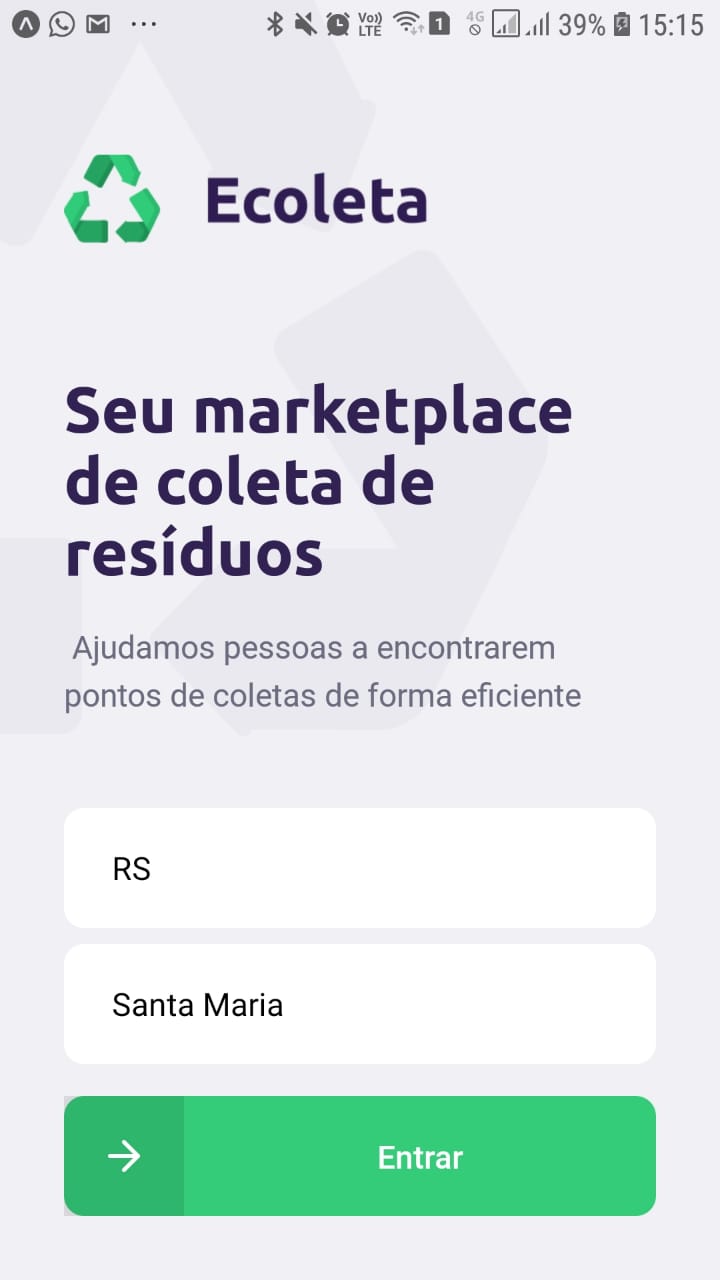 Vo)) LTE 1 4G 39% 15:15
Ecoleta
Seu marketplace
de coleta de
resíduos
Ajudamos pessoas a encontrarem
pontos de coletas de forma eficiente
RS
Santa Maria
Entrar